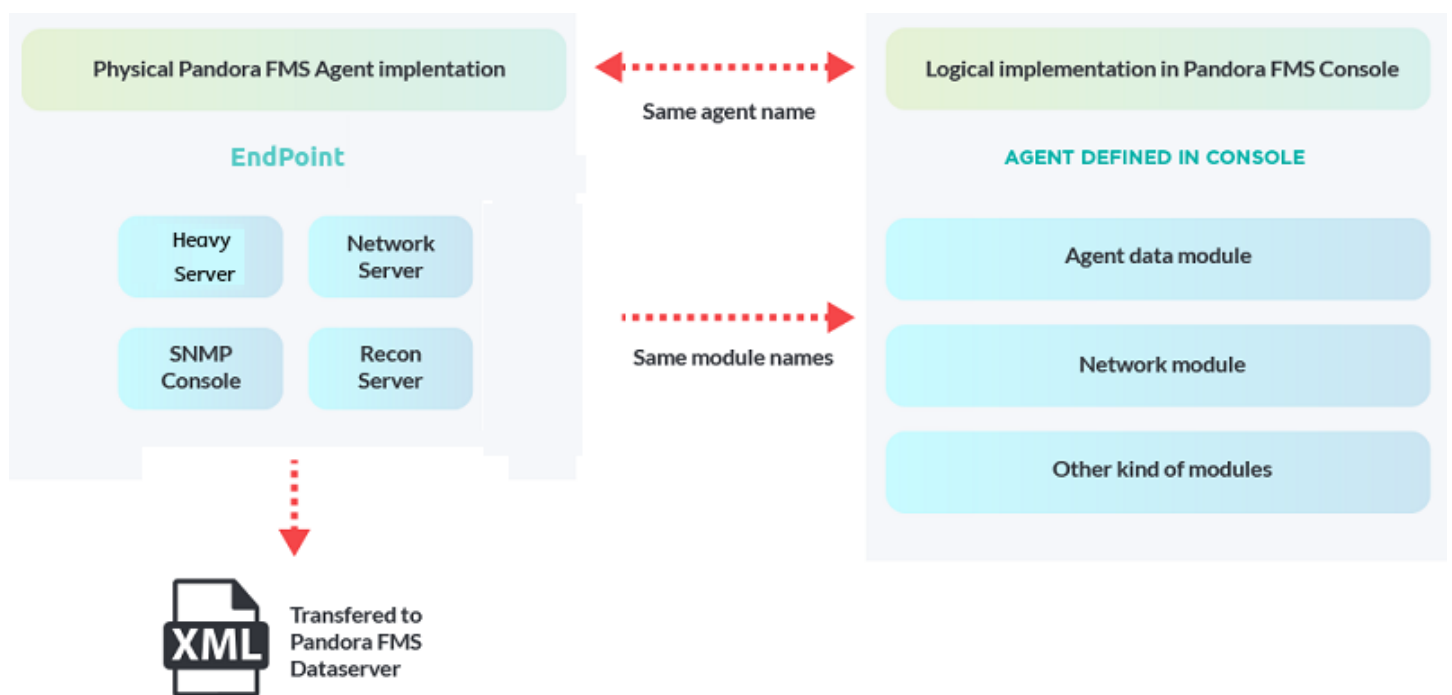 Physical Pandora FMS Agent implentation
Same agent name
Logical implementation in Pandora FMS Console
EndPoint
AGENT DEFINED IN CONSOLE
Heavy
Server
Network
Server
SNMP
Console
Recon
Server
Same module names
Agent data module
Network module
Other kind of modules
XML
Transfered to
Pandora FMS
Dataserver